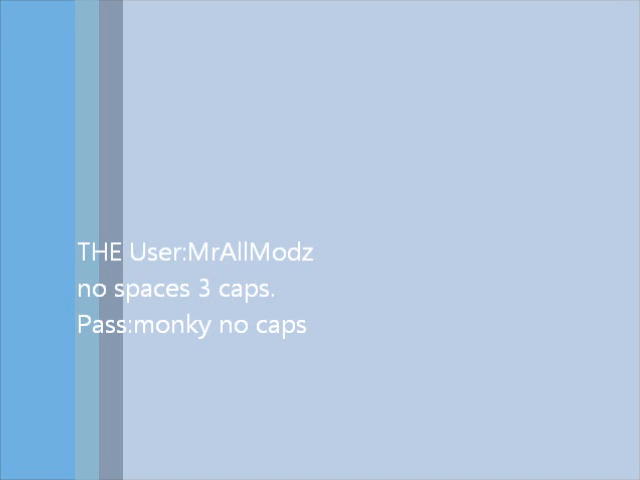 THE User:MrAllModz
no spaces 3 caps.
Pass:monky no caps